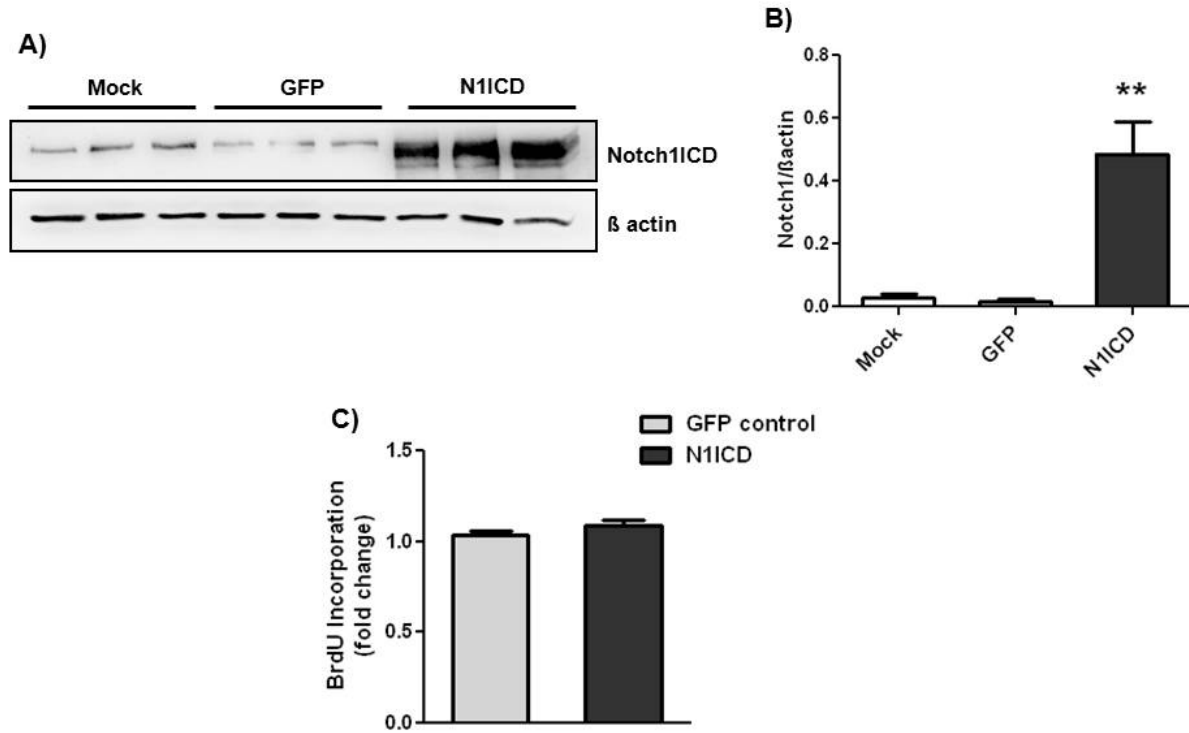 A)
Mock GFP N1ICD
Notch1ICD
ß actin
B)
Notch1/ßactin
0.8
0.6
0.4
0.2
0.0
**
Mock GFP N1ICD
C)
GFP control
N1ICD
BrdU Incorporation
(fold change)
1.5
1.0
0.5
0.0